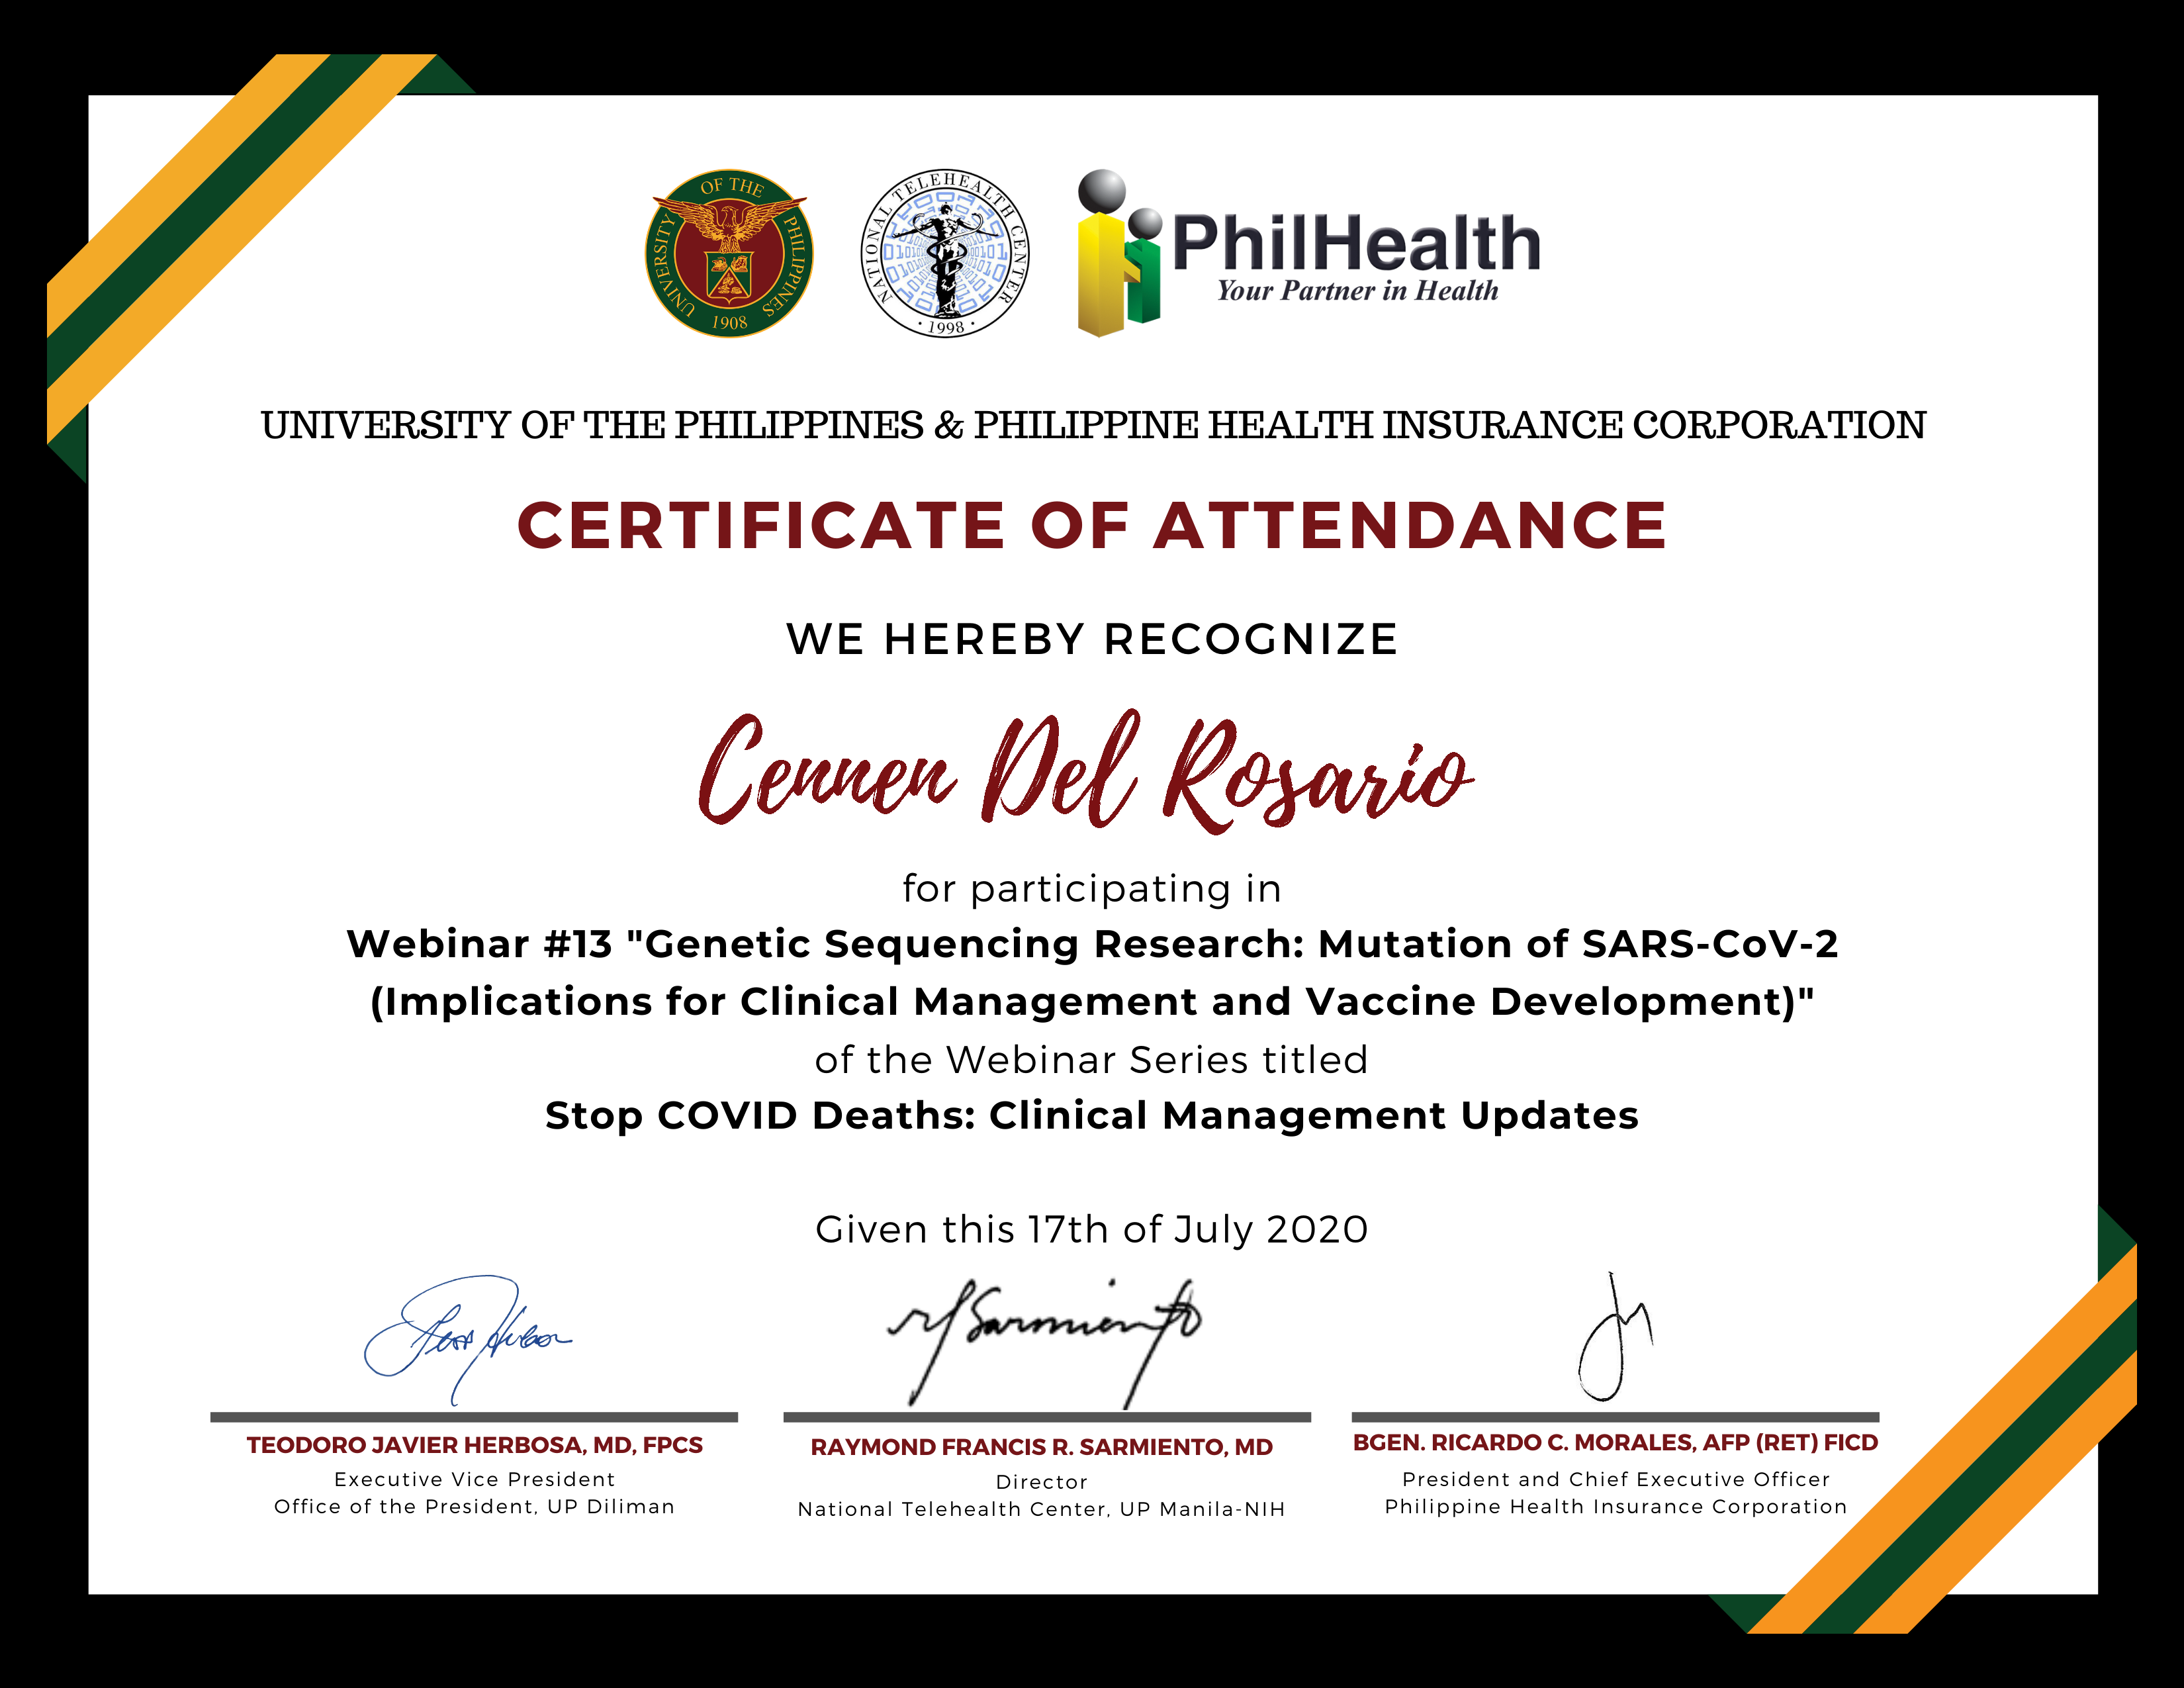 UNIVERSITY OF THE PHILIPPINES
1908
NATIONAL TELEHEALTH CENTER
· 1998 ·
PhilHealth
Your Partner in Health
UNIVERSITY OF THE PHILIPPINES & PHILIPPINE HEALTH INSURANCE CORPORATION
CERTIFICATE OF ATTENDANCE
WE HEREBY RECOGNIZE
Cennen Del Rosario
for participating in
Webinar #13 "Genetic Sequencing Research: Mutation of SARS-CoV-2
(Implications for Clinical Management and Vaccine Development)"
of the Webinar Series titled
Stop COVID Deaths: Clinical Management Updates
Given this 17th of July 2020
TEODORO JAVIER HERBOSA, MD, FPCS
Executive Vice President
Office of the President, UP Diliman
RAYMOND FRANCIS R. SARMIENTO, MD
Director
National Telehealth Center, UP Manila-NIH
BGEN. RICARDO C. MORALES, AFP (RET) FICD
President and Chief Executive Officer
Philippine Health Insurance Corporation